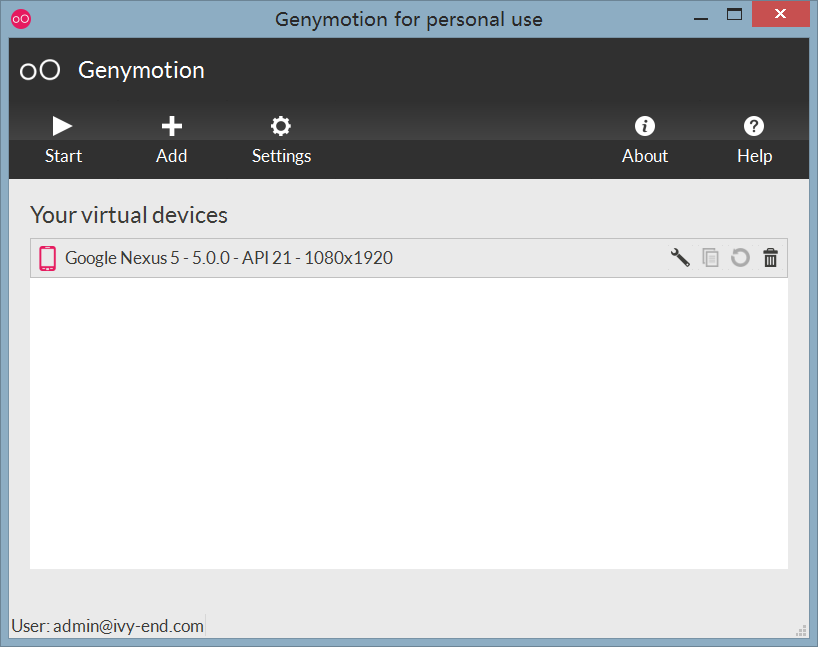 Genymotion for personal use
Genymotion
Start
Add
Settings
About
Help
Your virtual devices
Google Nexus 5 - 5.0.0 - API 21 - 1080x1920
User: admin@ivy-end.com